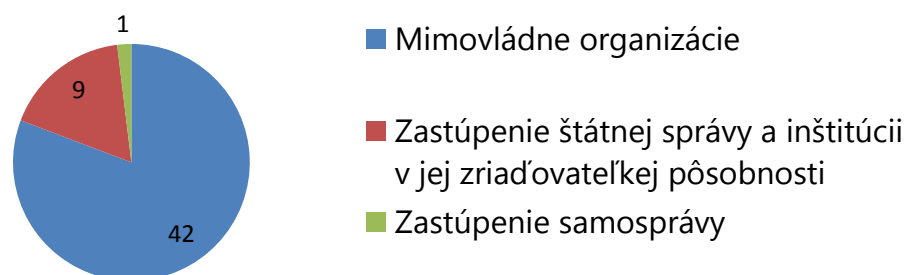 1
9
42
Mimovládne organizácie
Zastúpenie štátnej správy a inštitúcii
v jej zriaďovateľkej pôsobnosti
Zastúpenie samosprávy